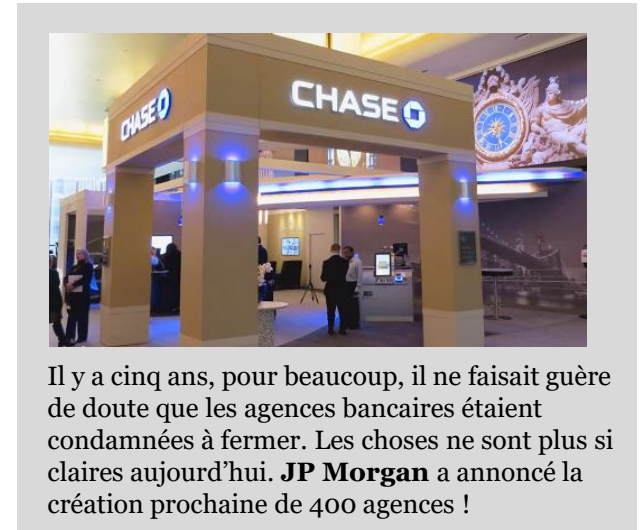 CHASE
CHASE
Il y a cinq ans, pour beaucoup, il ne faisait guère
de doute que les agences bancaires étaient
condamnées à fermer. Les choses ne sont plus si
claires aujourd’hui. JP Morgan a annoncé la
création prochaine de 400 agences !